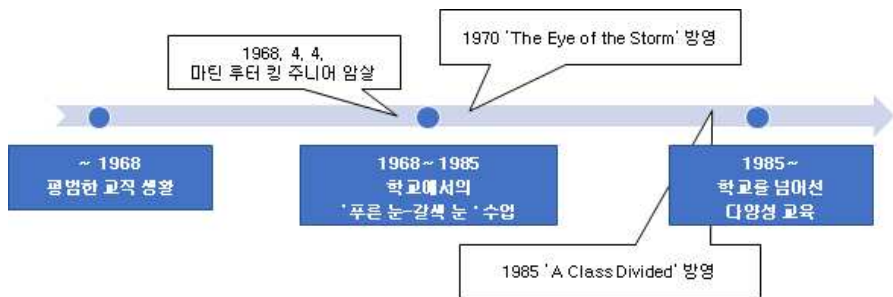 1970 'The Eye of the Storm' 방영
1968. 4. 4.
마틴 루터 킹 주니어 암살
~ 1968
평범한 교직 생활
1968~1985
학교에서의
'푸른 눈-갈색 눈' 수업
1985~
학교를 넘어선
다양성 교육
1985 'A Class Divided' 방영